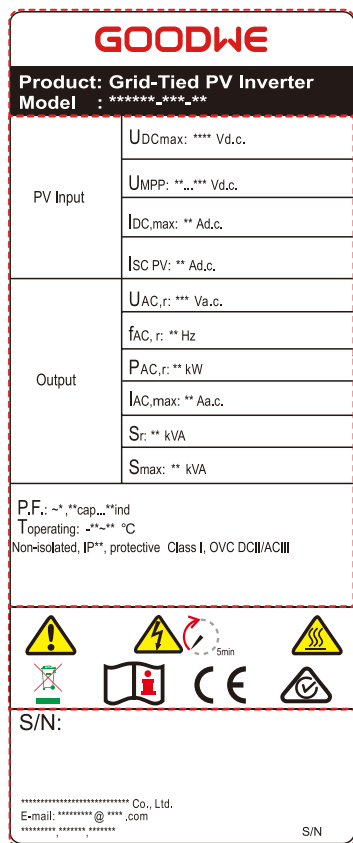 GOODWE
Product: Grid-Tied PV Inverter
Model : ******-***-**
PV Input
UDCmax: **** Vd.c.
UMPP: **...*** Vd.c.
IDC,max: ** Ad.c.
ISC PV: ** Ad.c.
Output
UAC,r: *** Va.c.
fAC, r: ** Hz
PAC,r: ** kW
IAC,max: ** Aa.c.
Sr: ** kVA
Smax: ** kVA
P.F.: ~*,**cap...**ind
Toperating: -**~** °C
Non-isolated, IP**, protective Class I, OVC DCII/ACIII
5min
CE
S/N:
*************************** Co., Ltd.
E-mail: ********* @ **** .com
*********,*******,*******
S/N